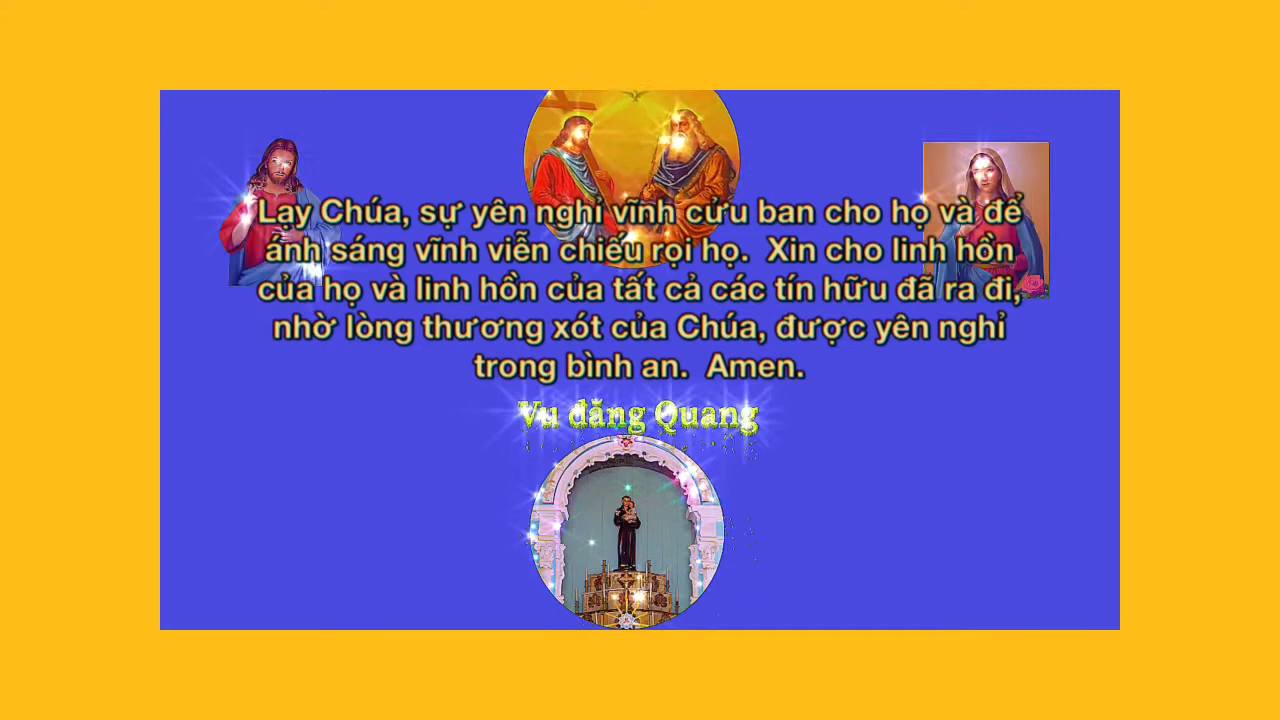 Lạy Chúa, sự yên nghỉ vĩnh cửu ban cho họ và để
ánh sáng vĩnh viễn chiếu rọi họ.  Xin cho linh hồn
của họ và linh hồn của tất cả các tín hữu đã ra đi,
nhờ lòng thương xót của Chúa, được yên nghỉ
trong bình an.  Amen.
Vu đăng Quang